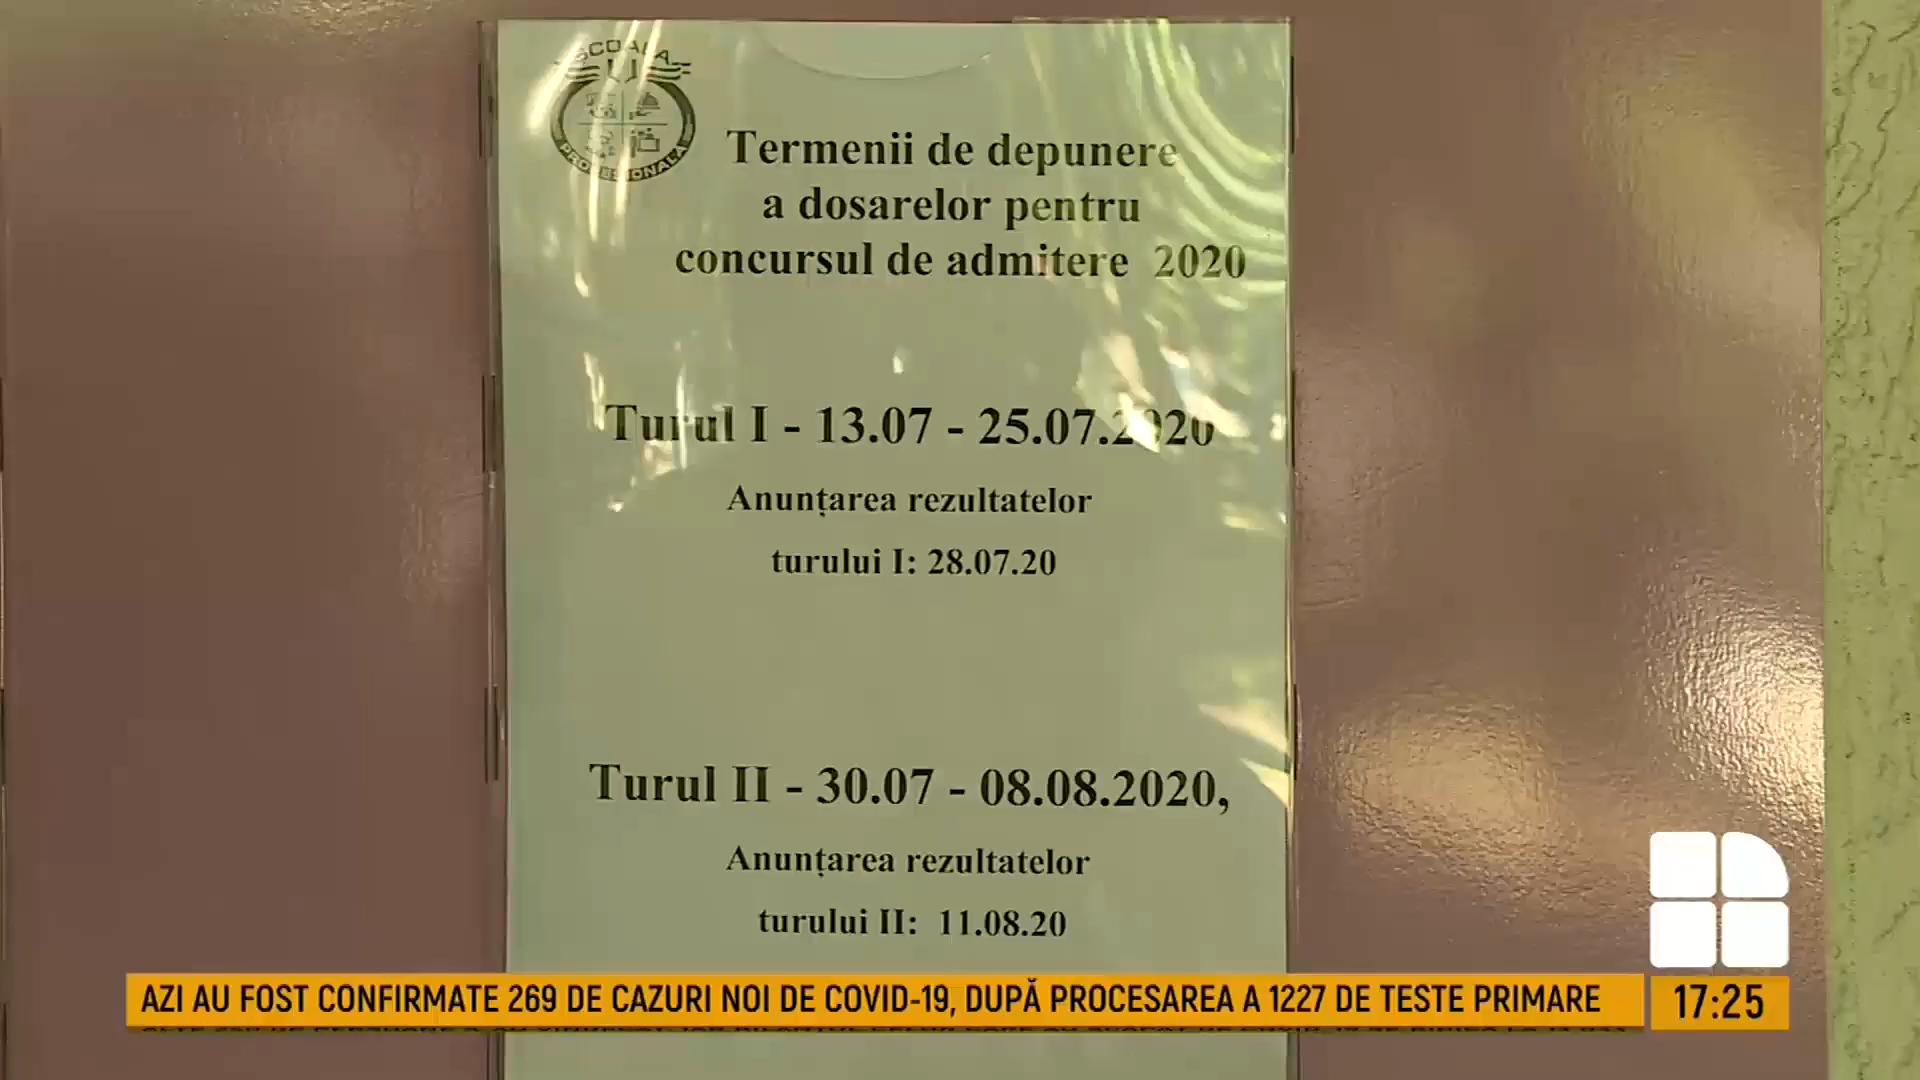 ȘCOALA
PROFESIONALĂ
Termenii de depunere
a dosarelor pentru
concursul de admitere 2020
Turul I - 13.07 - 25.07.2020
Anunțarea rezultatelor
turului I: 28.07.20
Turul II - 30.07 - 08.08.2020,
Anunțarea rezultatelor
turului II: 11.08.20
AZI AU FOST CONFIRMATE 269 DE CAZURI NOI DE COVID-19, DUPĂ PROCESAREA A 1227 DE TESTE PRIMARE
17:25